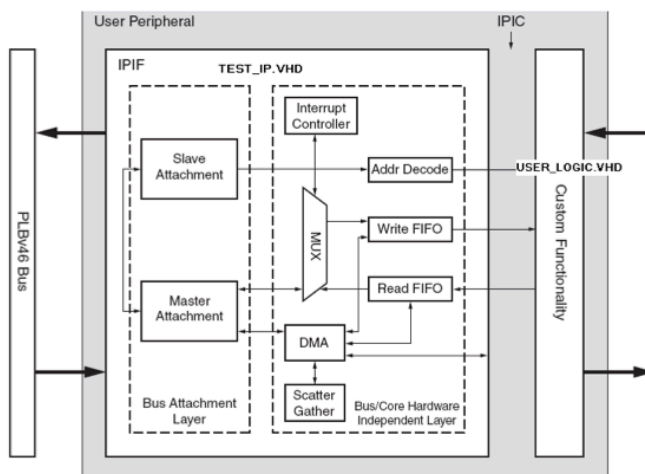 User Peripheral
IPIC
IPIF
TEST_IP.VHD
Interrupt
Controller
Slave
Attachment
Addr Decode
USER_LOGIC.VHD
PLBv46 Bus
MUX
Write FIFO
Custom Functionality
Master
Attachment
Read FIFO
DMA
Scatter
Gather
Bus Attachment
Layer
Bus/Core Hardware
Independent Layer